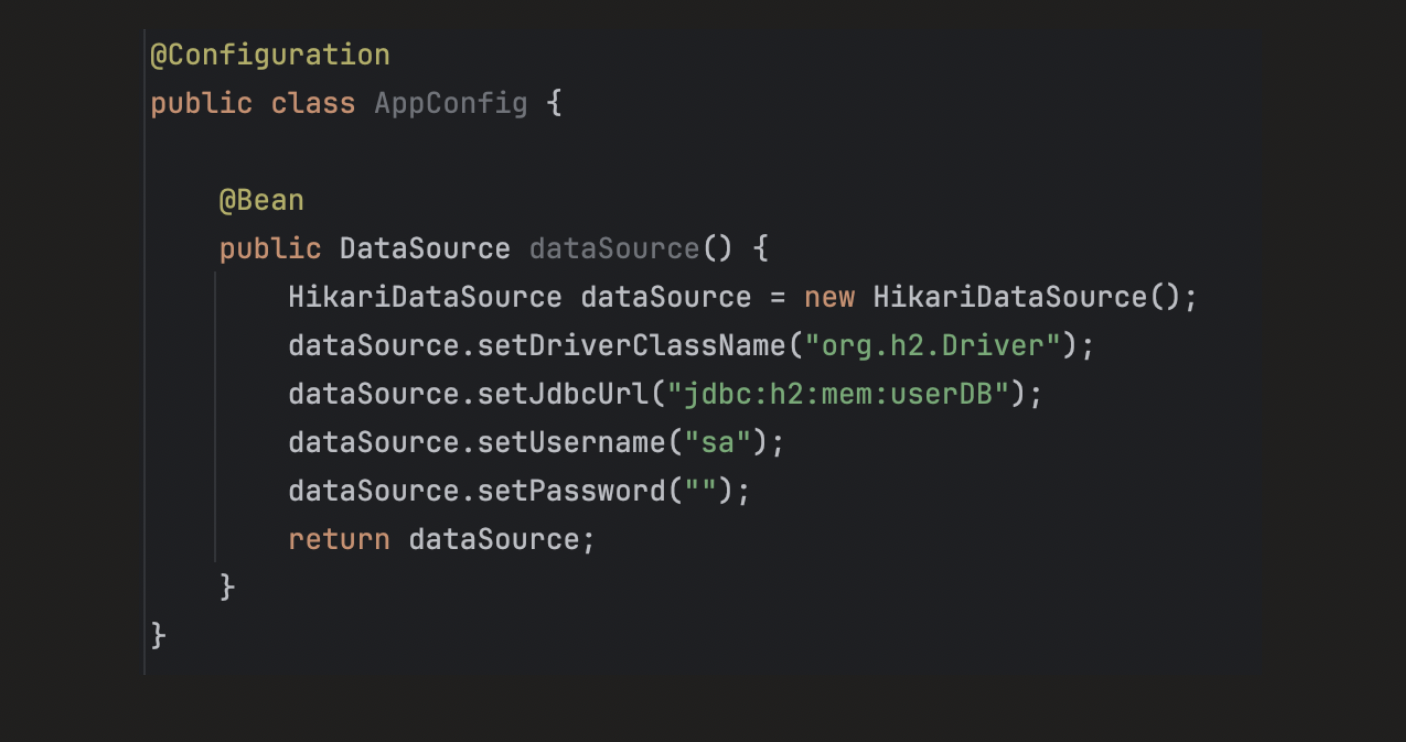 @Configuration
public class AppConfig {
@Bean
public DataSource dataSource() {
HikariDataSource dataSource = new HikariDataSource();
dataSource.setDriverClassName("org.h2.Driver");
dataSource.setJdbcUrl("jdbc:h2:mem:userDB");
dataSource.setUsername("sa");
dataSource.setPassword("");
return dataSource;
}
}